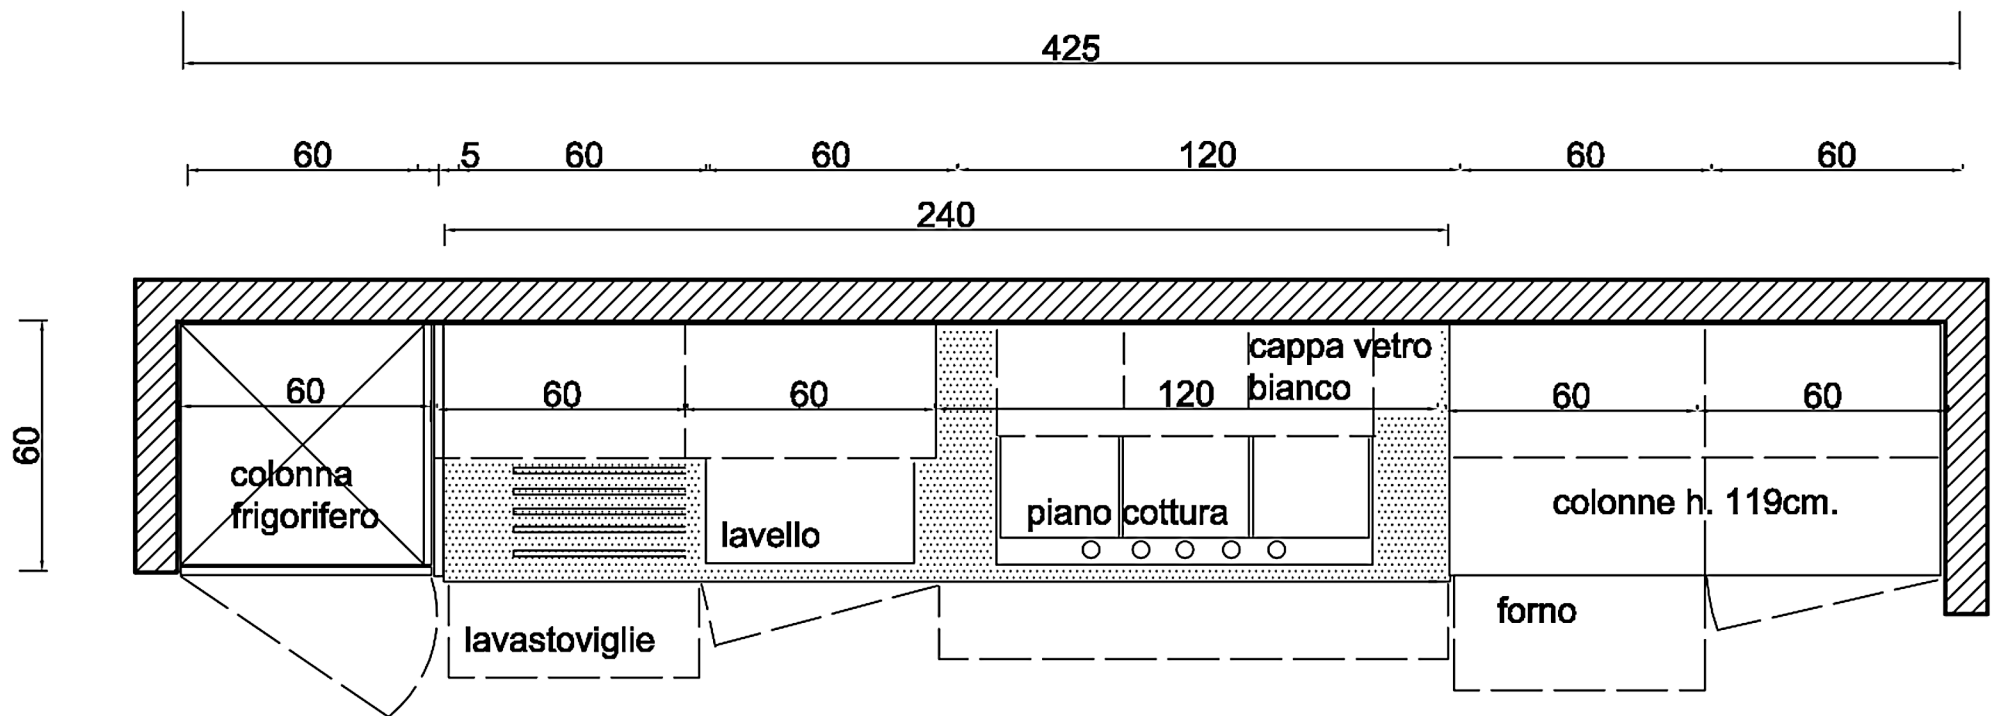 425
60 5 60 60 120 60 60
240
60
60 60 60 120 60 60
cappa vetro
bianco
colonna
frigorifero
lavello
piano cottura
colonne h. 119cm.
lavastoviglie
forno